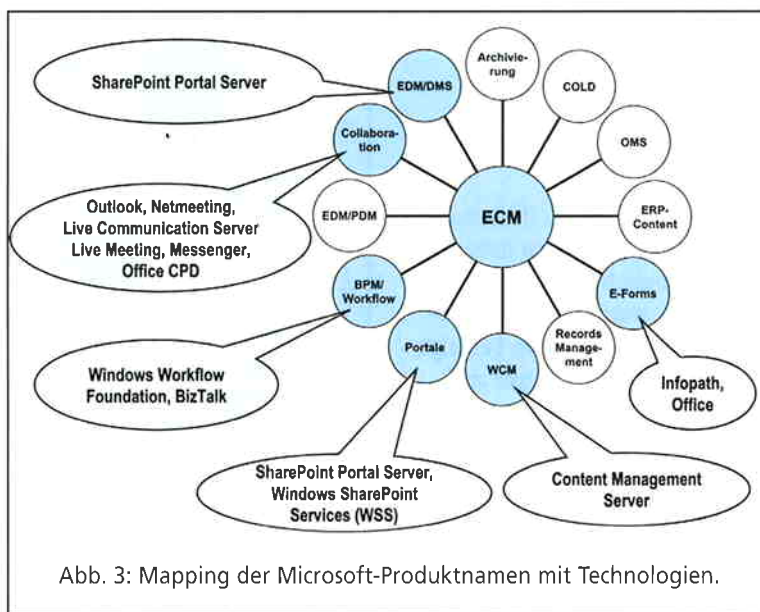 SharePoint Portal Server
EDM/DMS
Archivie-
rung
COLD
OMS
Collabora-
tion
Outlook, Netmeeting,
Live Communication Server
Live Meeting, Messenger,
Office CPD
EDM/PDM
ECM
ERP-
Content
BPM/
Workflow
E-Forms
Portale
WCM
Records
Manage-
ment
Windows Workflow
Foundation, BizTalk
Infopath,
Office
SharePoint Portal Server,
Windows SharePoint
Services (WSS)
Content Management
Server
Abb. 3: Mapping der Microsoft-Produktnamen mit Technologien.